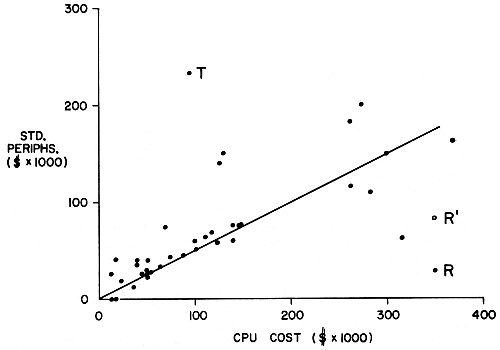 300
T
200
STD.
PERIPHS.
($ x 1000)
100
R'
R
0
0 100 200 300 400
CPU COST ($ x 1000)